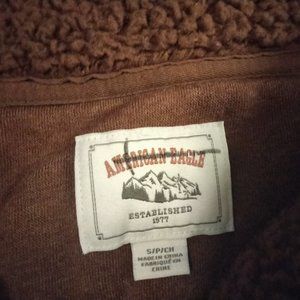 AMERICAN EAGLE
ESTABLISHED
1977
S/P/CH
MADE IN CHINA
FABRIQUÉ EN
CHINE